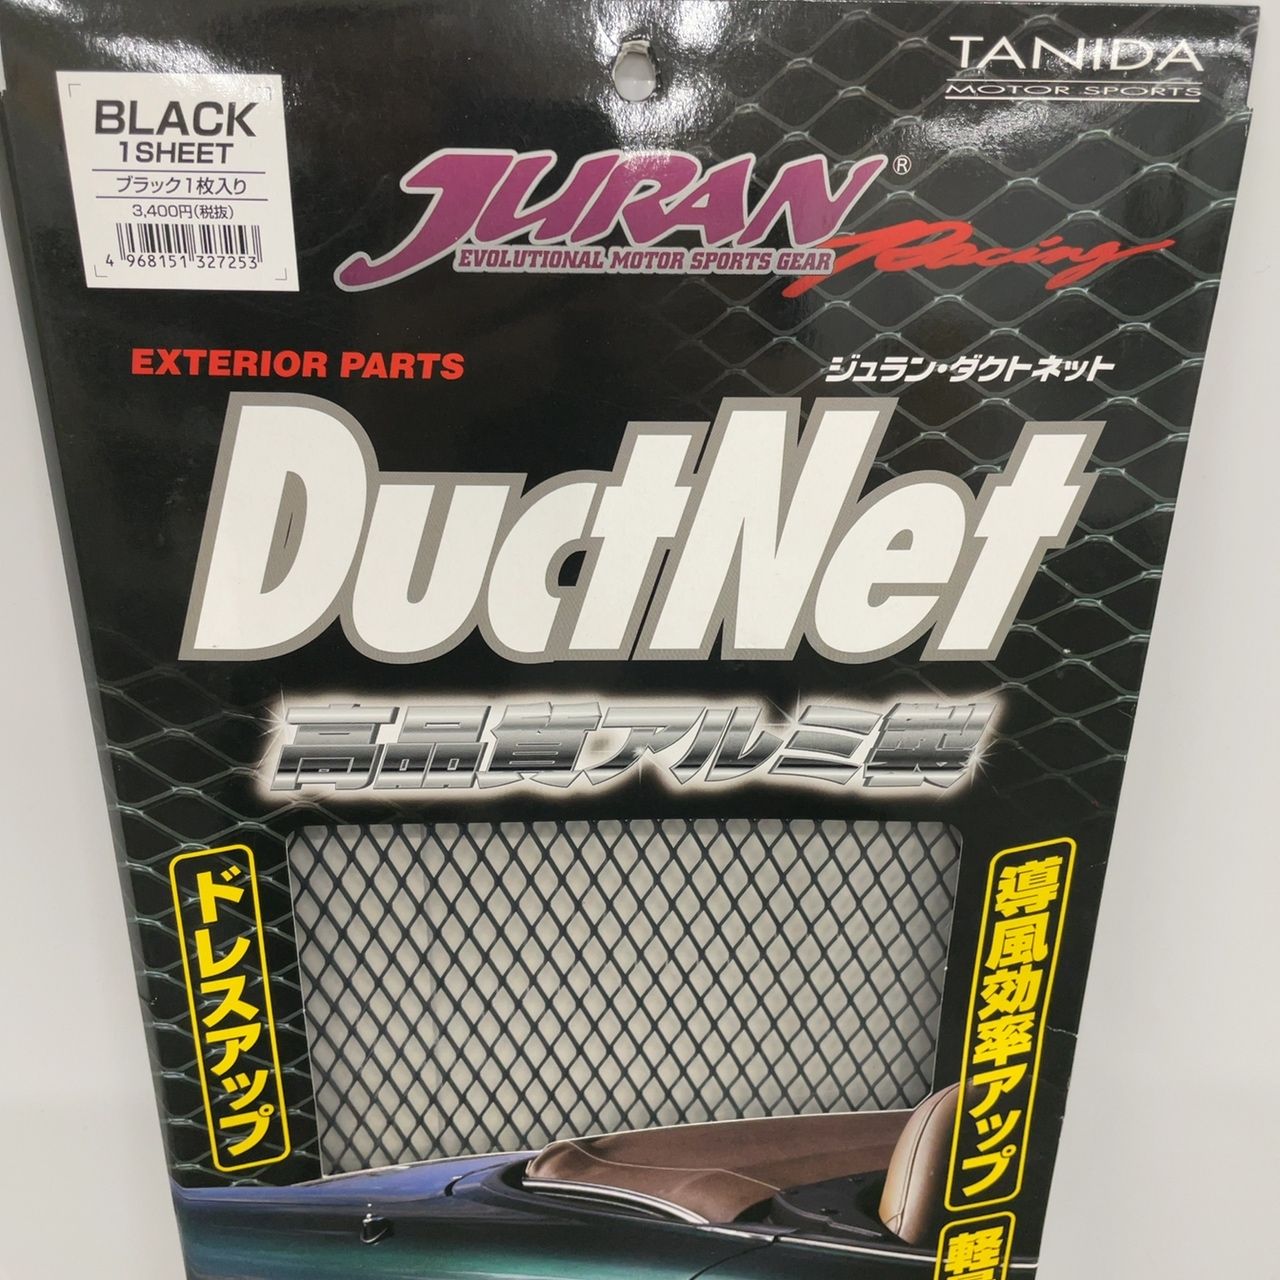 BLACK
1SHEET
ブラック1枚入り
3,400円(税抜)
4 968151 327253
TANIDA
MOTOR SPORTS
JURAN®
EVOLUTIONAL MOTOR SPORTS GEAR
Racing
EXTERIOR PARTS
ジュラン・ダクトネット
DuctNet
高品質アルミ製
ドレスアップ
導風効率アップ
軽